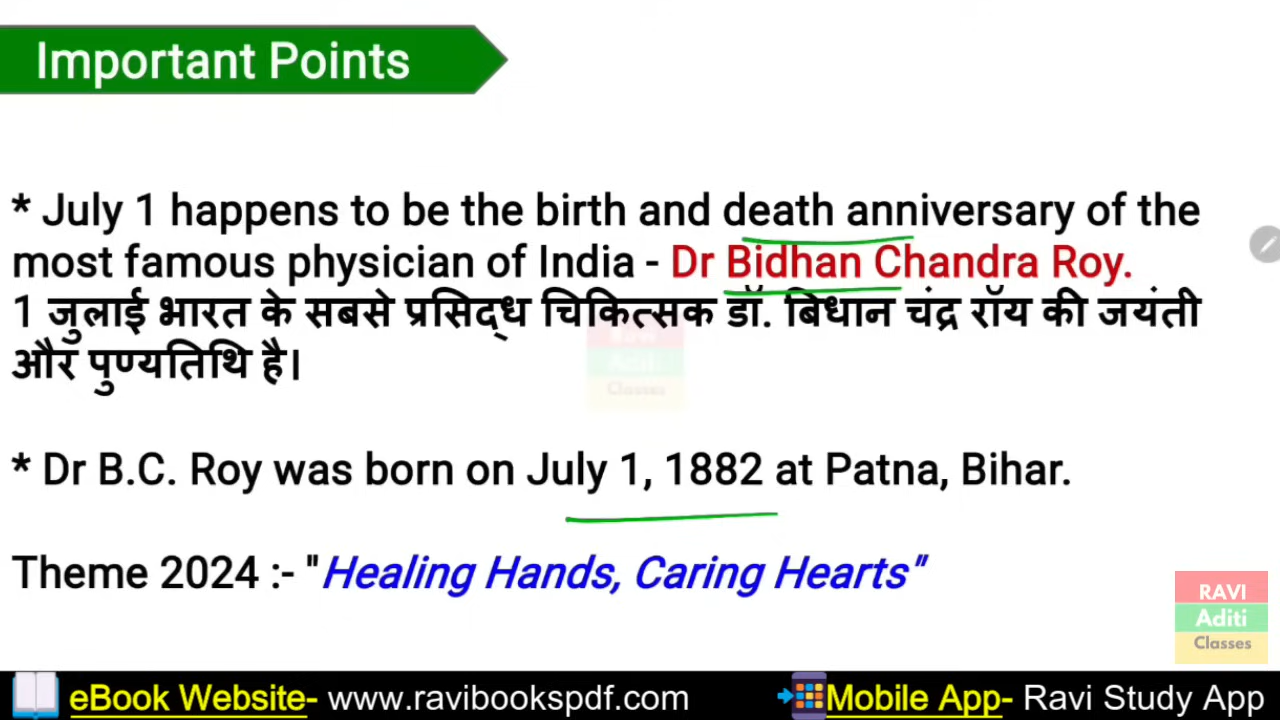 Important Points
* July 1 happens to be the birth and death anniversary of the
most famous physician of India - Dr Bidhan Chandra Roy.
1 जुलाई भारत के सबसे प्रसिद्ध चिकित्सक डॉ. बिधान चंद्र रॉय की जयंती
और पुण्यतिथि है।
* Dr B.C. Roy was born on July 1, 1882 at Patna, Bihar.
Theme 2024 :- "Healing Hands, Caring Hearts"
RAVI
Aditi
Classes
eBook Website- www.ravibookspdf.com
Mobile App- Ravi Study App